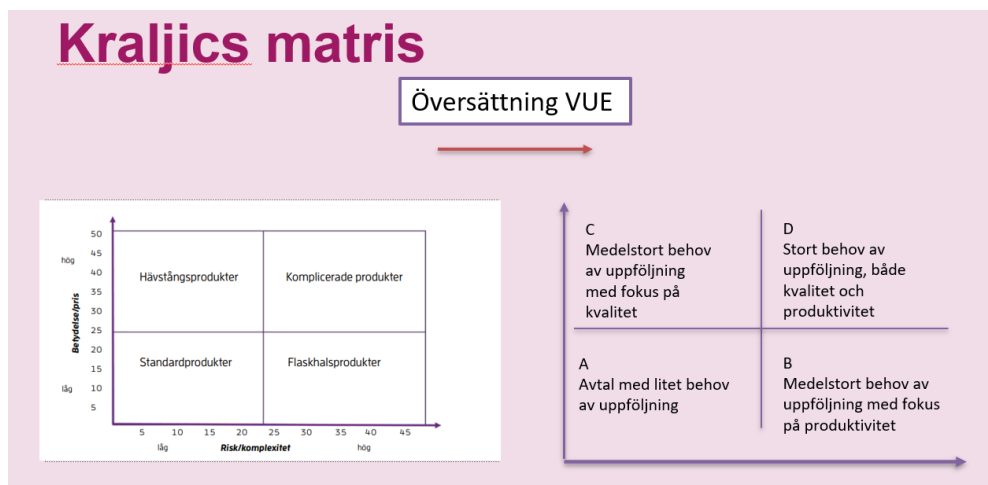 Kraljics matris
Översättning VUE
50
45
hög
40
35
30
25
20
15
låg
10
5
Betydelse/pris
Hävstångsprodukter
Komplicerade produkter
Standardprodukter
Flaskhalsprodukter
5 10 15 20 25 30 35 40 45
låg Risk/komplexitet hög
C
Medelstort behov
av uppföljning
med fokus på
kvalitet
D
Stort behov av
uppföljning, både
kvalitet och
produktivitet
A
Avtal med litet behov
av uppföljning
B
Medelstort behov av
uppföljning med fokus
på produktivitet